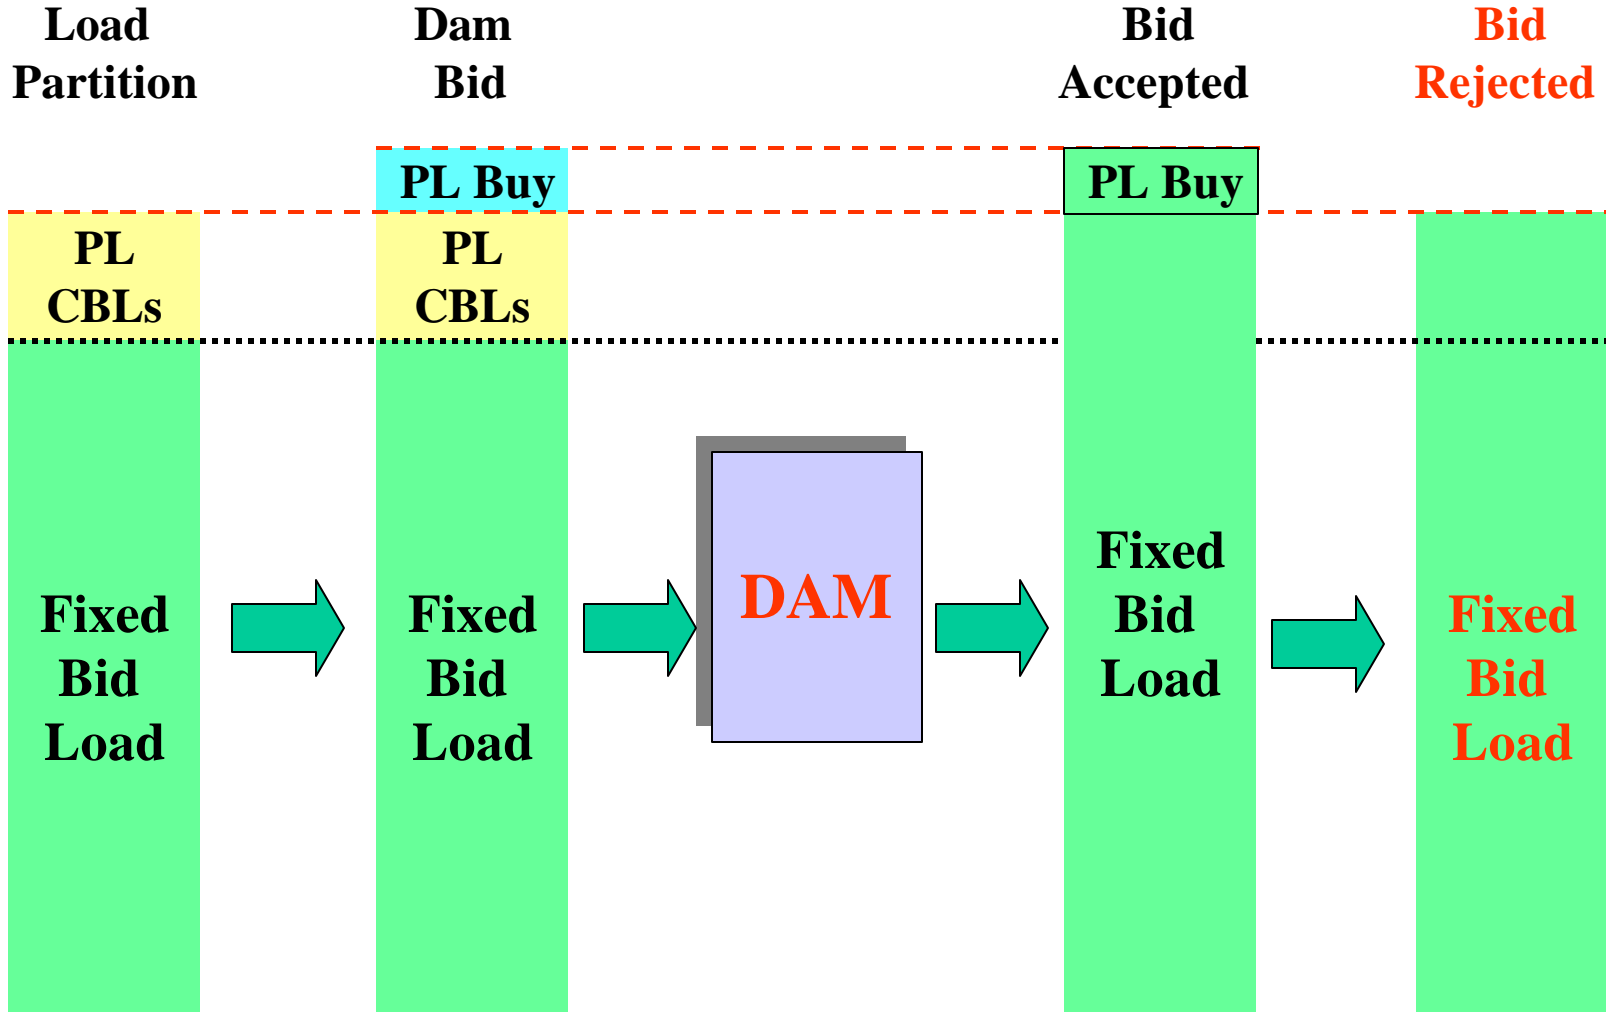 Load
Partition
Dam
Bid
Bid
Accepted
Bid
Rejected
PL
CBLs
Fixed
Bid
Load
PL Buy
PL
CBLs
Fixed
Bid
Load
DAM
PL Buy
Fixed
Bid
Load
Fixed
Bid
Load